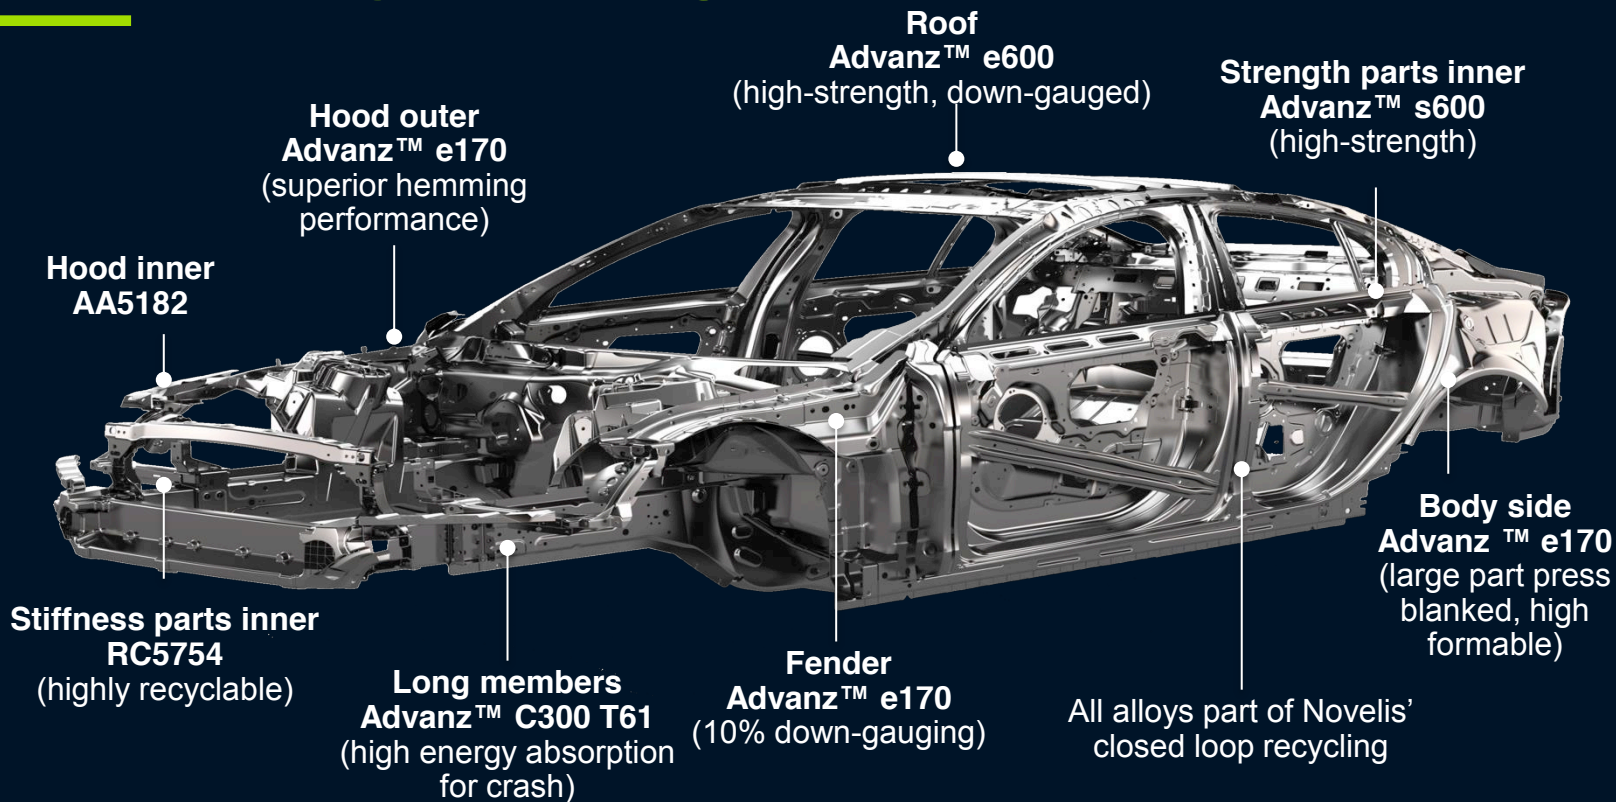 Roof
Advanz™ e600
(high-strength, down-gauged)
Strength parts inner
Advanz™ s600
(high-strength)
Hood outer
Advanz™ e170
(superior hemming
performance)
Hood inner
AA5182
Stiffness parts inner
RC5754
(highly recyclable)
Long members
Advanz™ C300 T61
(high energy absorption
for crash)
Fender
Advanz™ e170
(10% down-gauging)
All alloys part of Novelis’
closed loop recycling
Body side
Advanz ™ e170
(large part press
blanked, high
formable)